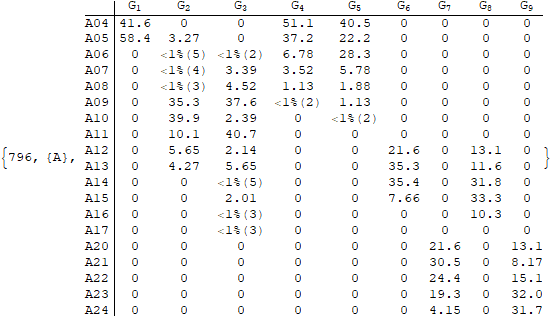 G1 G2 G3 G4 G5 G6 G7 G8 G9
A04 41.6 0 0 51.1 40.5 0 0 0 0
A05 58.4 3.27 0 37.2 22.2 0 0 0 0
A06 0 <1%(5) <1%(2) 6.78 28.3 0 0 0 0
A07 0 <1%(4) 3.39 3.52 5.78 0 0 0 0
A08 0 <1%(3) 4.52 1.13 1.88 0 0 0 0
A09 0 35.3 37.6 <1%(2) 1.13 0 0 0 0
A10 0 39.9 2.39 0 <1%(2) 0 0 0 0
A11 0 10.1 40.7 0 0 0 0 0 0
{796, {A}, A12 0 5.65 2.14 0 0 21.6 0 13.1 0 }
A13 0 4.27 5.65 0 0 35.3 0 11.6 0
A14 0 0 <1%(5) 0 0 35.4 0 31.8 0
A15 0 0 2.01 0 0 7.66 0 33.3 0
A16 0 0 <1%(3) 0 0 0 0 10.3 0
A17 0 0 <1%(3) 0 0 0 0 0 0
A20 0 0 0 0 0 0 21.6 0 13.1
A21 0 0 0 0 0 0 30.5 0 8.17
A22 0 0 0 0 0 0 24.4 0 15.1
A23 0 0 0 0 0 0 19.3 0 32.0
A24 0 0 0 0 0 0 4.15 0 31.7